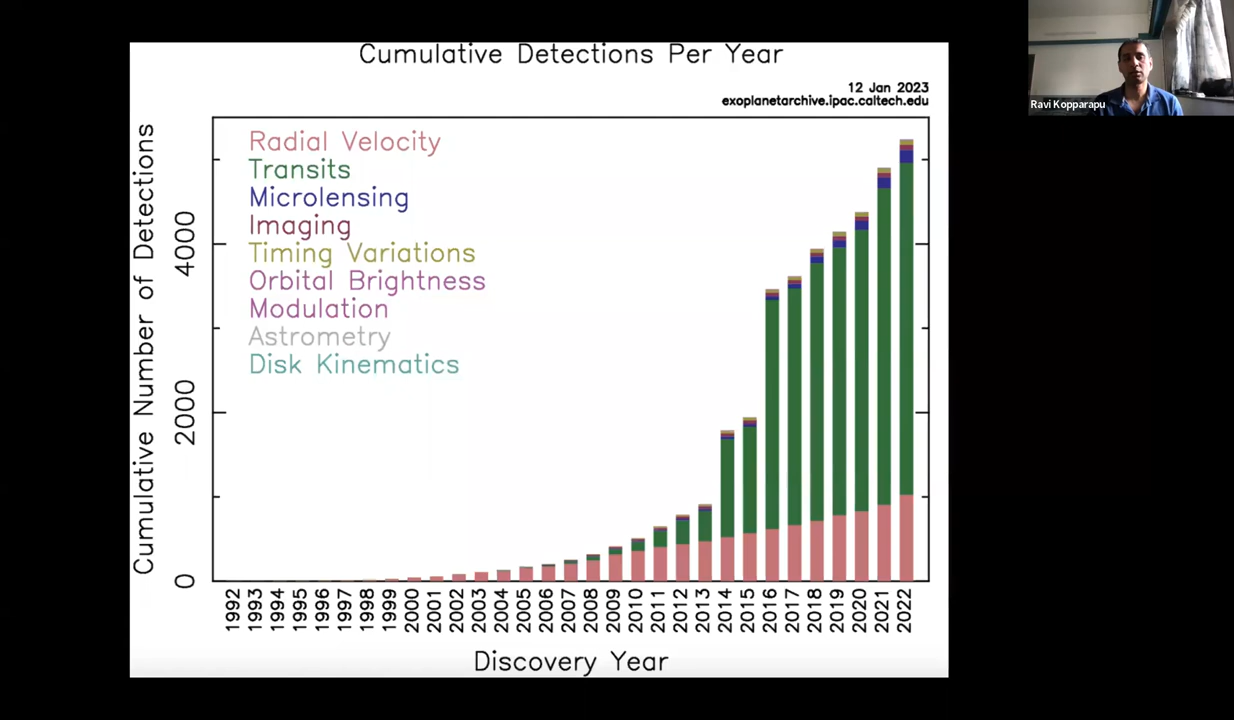 Cumulative Detections Per Year
12 Jan 2023
exoplanetarchive.ipac.caltech.edu
Ravi Kopparapu
Radial Velocity
Transits
Microlensing
Imaging
Timing Variations
Orbital Brightness
Modulation
Astrometry
Disk Kinematics
Cumulative Number of Detections
4000
2000
0
1992
1993
1994
1995
1996
1997
1998
1999
2000
2001
2002
2003
2004
2005
2006
2007
2008
2009
2010
2011
2012
2013
2014
2015
2016
2017
2018
2019
2020
2021
2022
Discovery Year